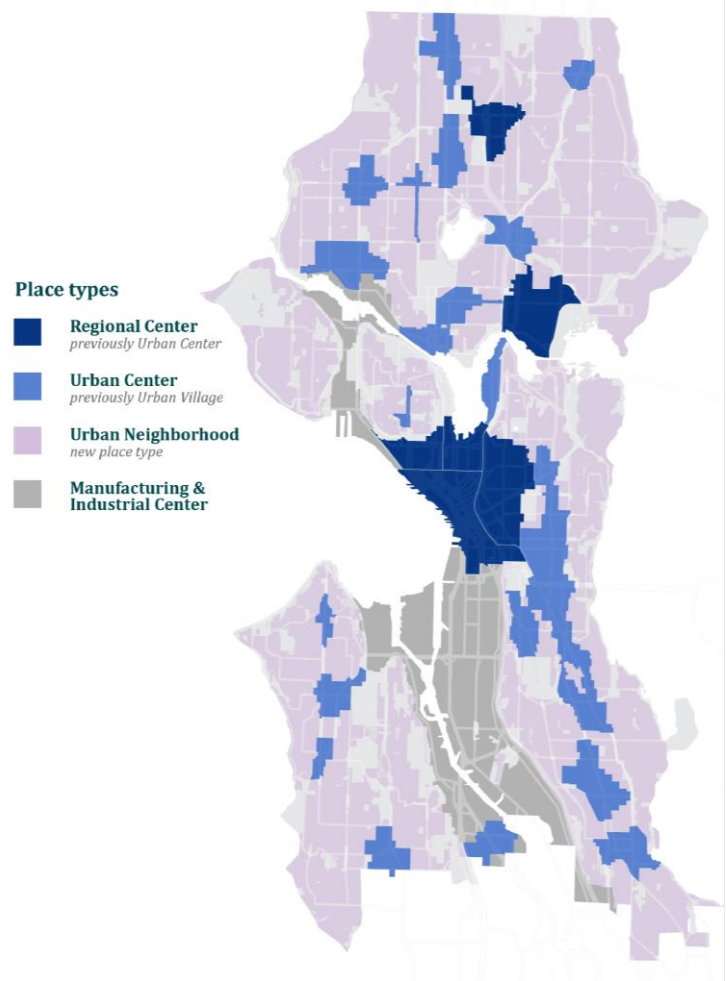 Place types
Regional Center
previously Urban Center
Urban Center
previously Urban Village
Urban Neighborhood
new place type
Manufacturing &
Industrial Center